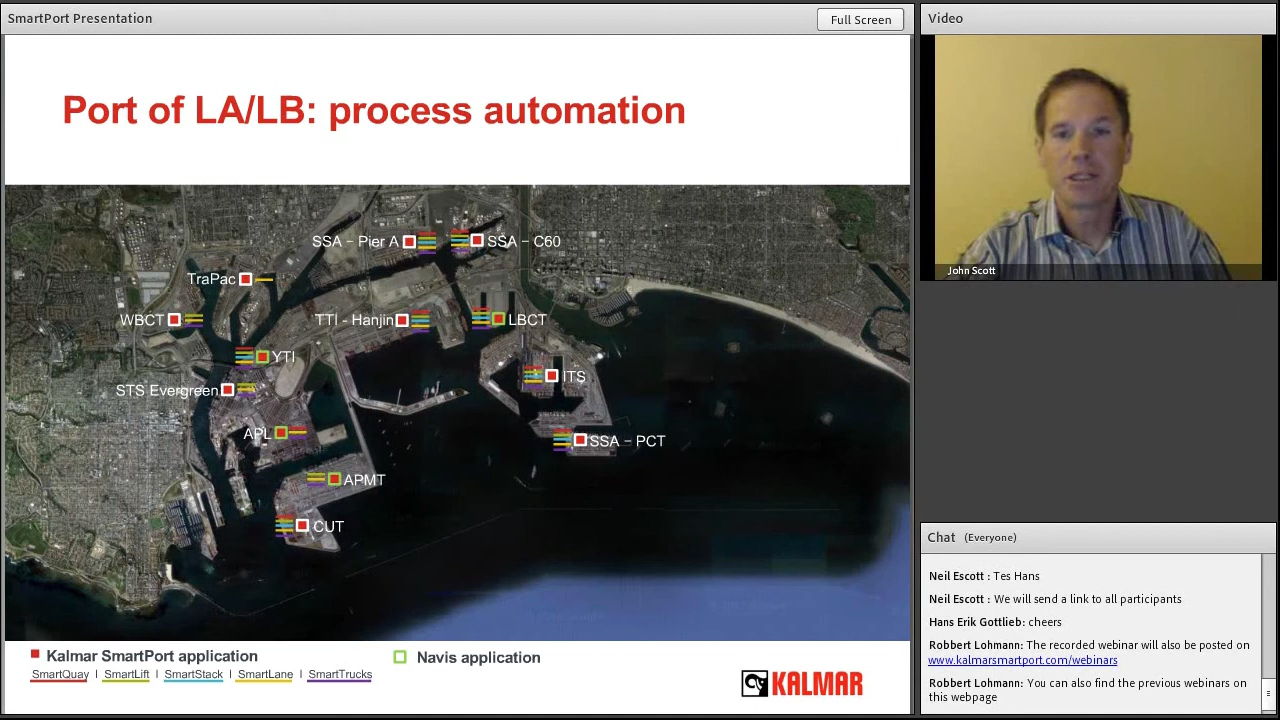 SmartPort Presentation
Full Screen
Video
Port of LA/LB: process automation
SSA – Pier A
SSA – C60
TraPac
WBCT
TTI - Hanjin
LBCT
YTI
ITS
STS Evergreen
APL
SSA – PCT
APMT
CUT
Kalmar SmartPort application
Navis application
SmartQuay | SmartLift | SmartStack | SmartLane | SmartTrucks
KALMAR
John Scott
Chat (Everyone)
Neil Escott : Tes Hans
Neil Escott : We will send a link to all participants
Hans Erik Gottlieb: cheers
Robbert Lohmann: The recorded webinar will also be posted on
www.kalmarsmartport.com/webinars
Robbert Lohmann: You can also find the previous webinars on
this webpage